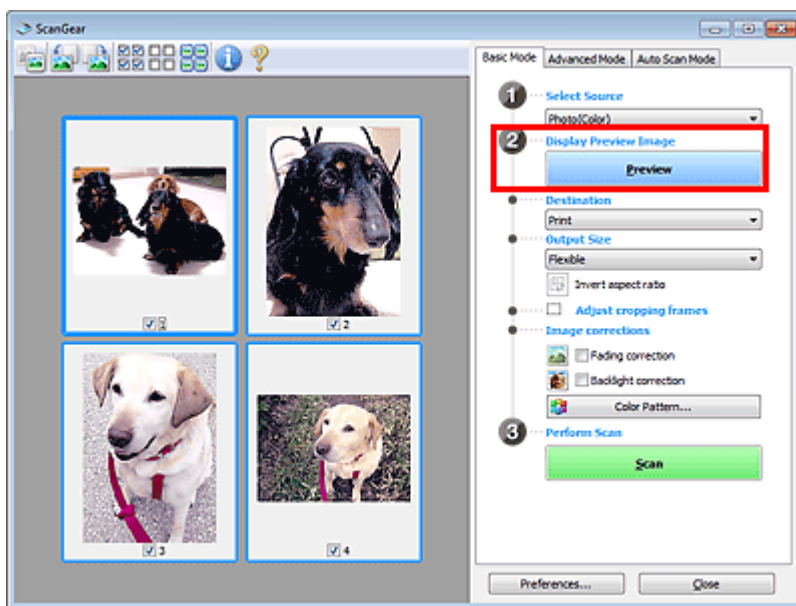 ScanGear
Basic Mode Advanced Mode Auto Scan Mode
1 Select Source
Photo(Color)
2 Display Preview Image
Preview
Destination
Print
Output Size
Flexible
Invert aspect ratio
Adjust cropping frames
Image corrections
Fading correction
Backlight correction
Color Pattern...
3 Perform Scan
Scan
1
2
3
4
Preferences... Close